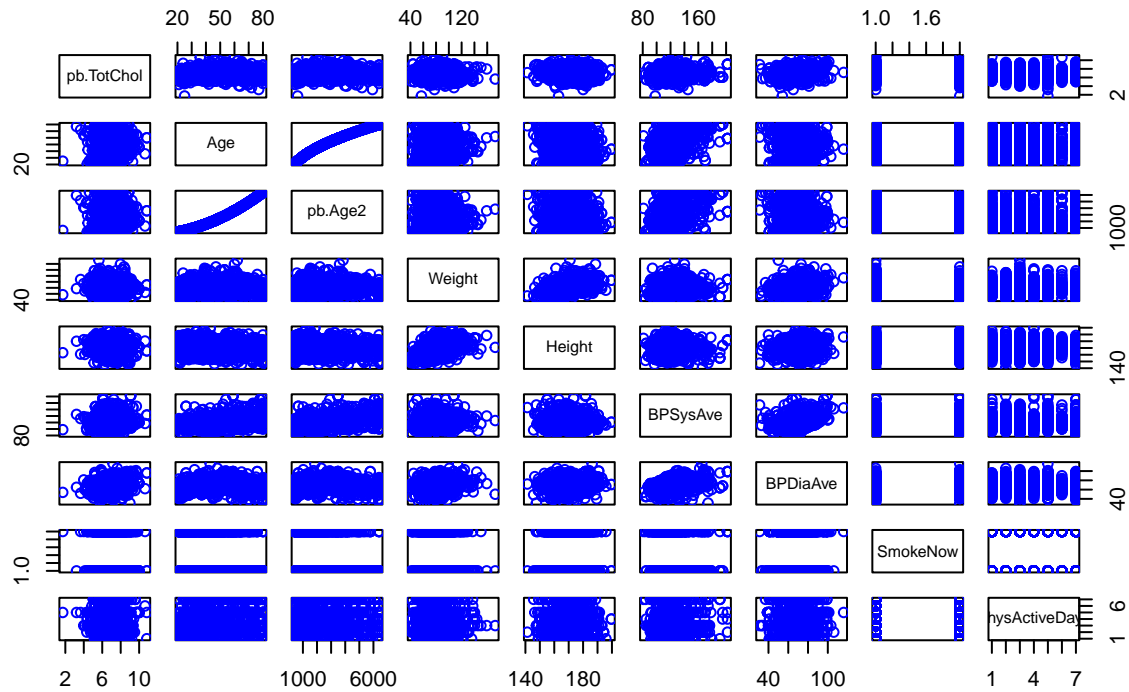 20 50 80
40 120
80 160
1.0 1.6
pb.TotChol
2
20
Age
pb.Age2
1000
40
Weight
Height
140
80
BPSysAve
BPDiaAve
40
1.0
SmokeNow
hysActiveDay
1 6
2 6 10
1000 6000
140 180
40 100
1 4 7